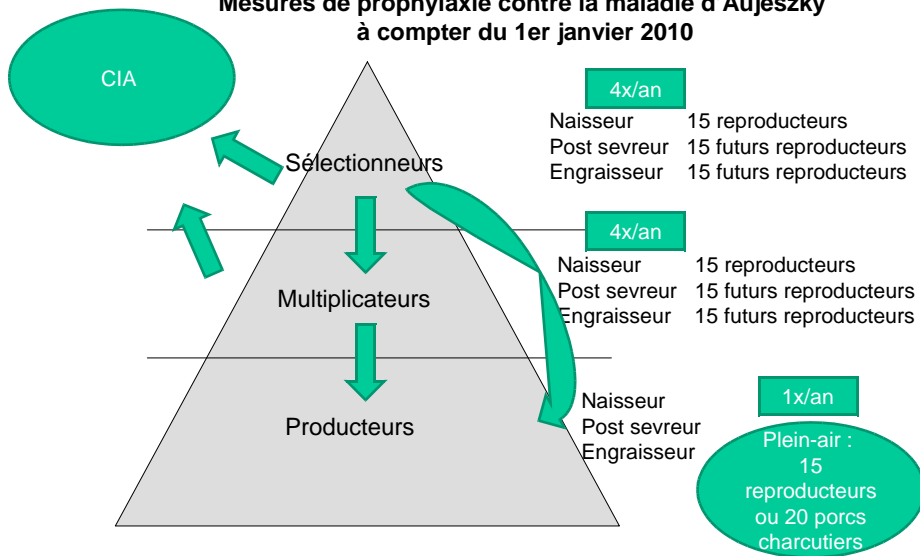 Mesures de prophylaxie contre la maladie d'Aujeszky
à compter du 1er janvier 2010
CIA
4x/an
Naisseur 15 reproducteurs
Post sevreur 15 futurs reproducteurs
Engraisseur 15 futurs reproducteurs
Sélectionneurs
4x/an
Naisseur 15 reproducteurs
Post sevreur 15 futurs reproducteurs
Engraisseur 15 futurs reproducteurs
Multiplicateurs
1x/an
Naisseur
Post sevreur
Engraisseur
Producteurs
Plein-air :
15
reproducteurs
ou 20 porcs
charcutiers